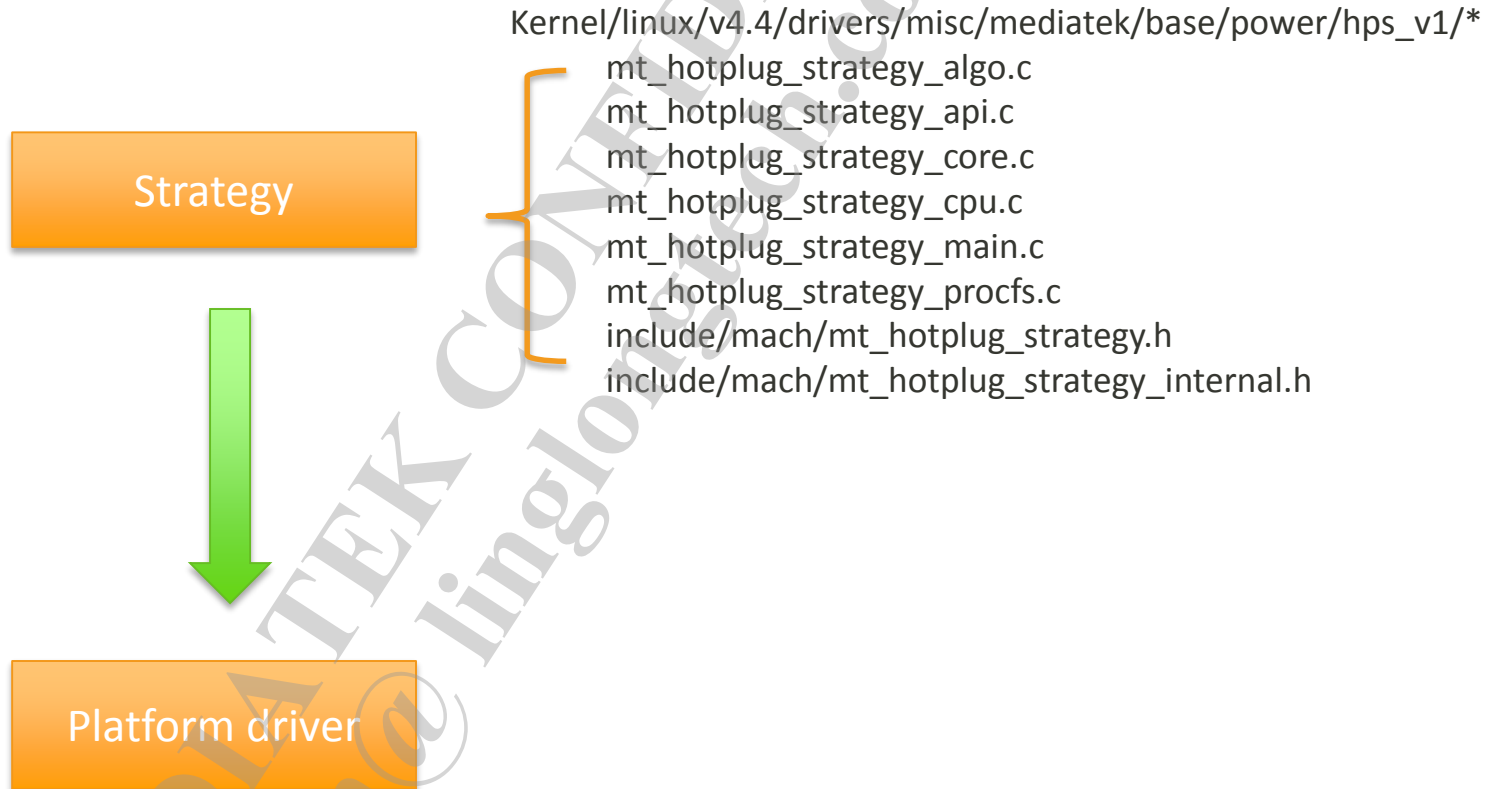 Kernel/linux/v4.4/drivers/misc/mediatek/base/power/hps_v1/*
mt_hotplug_strategy_algo.c
mt_hotplug_strategy_api.c
mt_hotplug_strategy_core.c
mt_hotplug_strategy_cpu.c
mt_hotplug_strategy_main.c
mt_hotplug_strategy_procfs.c
include/mach/mt_hotplug_strategy.h
include/mach/mt_hotplug_strategy_internal.h
Strategy
Platform driver